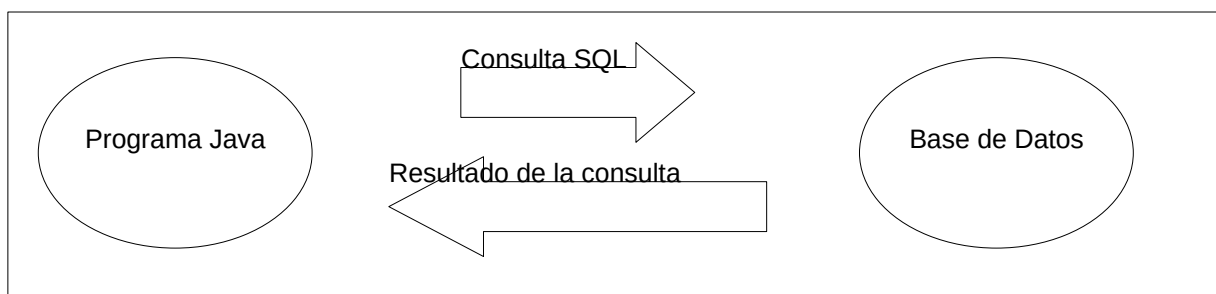 Consulta SQL
Programa Java
Base de Datos
Resultado de la consulta